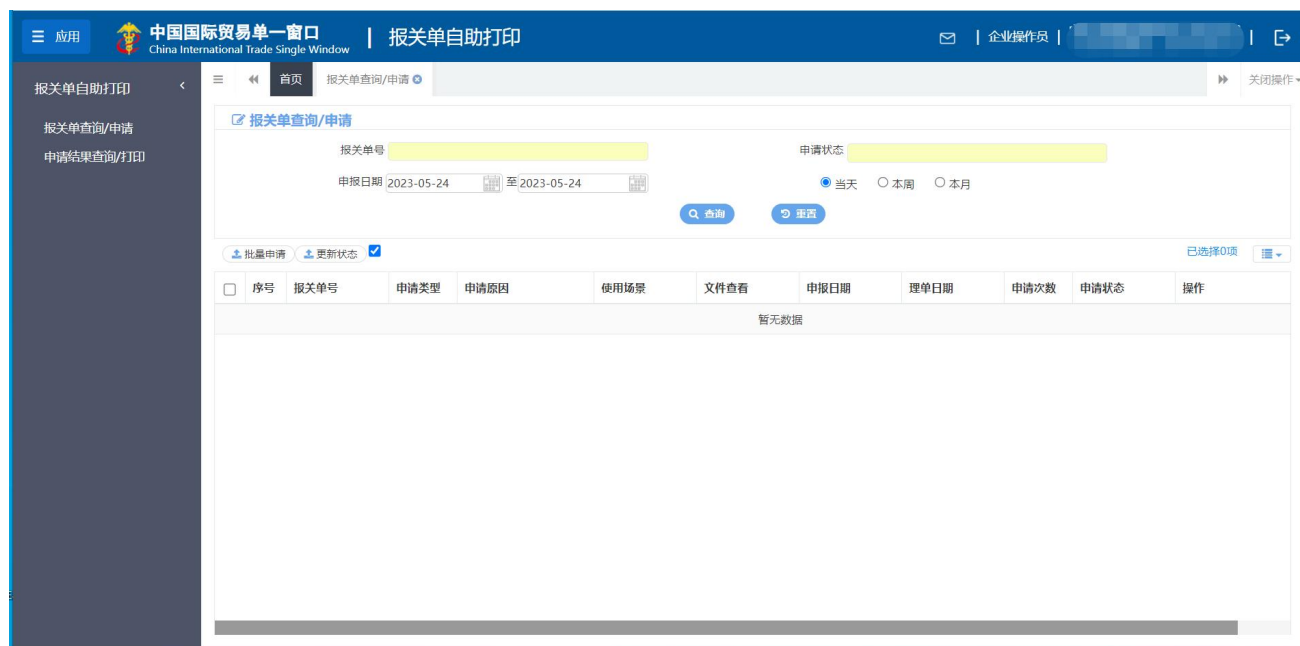 应用 中国国际贸易单一窗口 报关单自助打印 企业操作员
China International Trade Single Window
报关单自助打印 首页 报关单查询/申请 关闭操作
报关单查询/申请
申请结果查询/打印
报关单查询/申请
报关单号 申请状态
申报日期 2023-05-24 至 2023-05-24 当天 本周 本月
查询 重置
批量申请 更新状态 已选择0项
序号 报关单号 申请类型 申请原因 使用场景 文件查看 申报日期 理单日期 申请次数 申请状态 操作
暂无数据